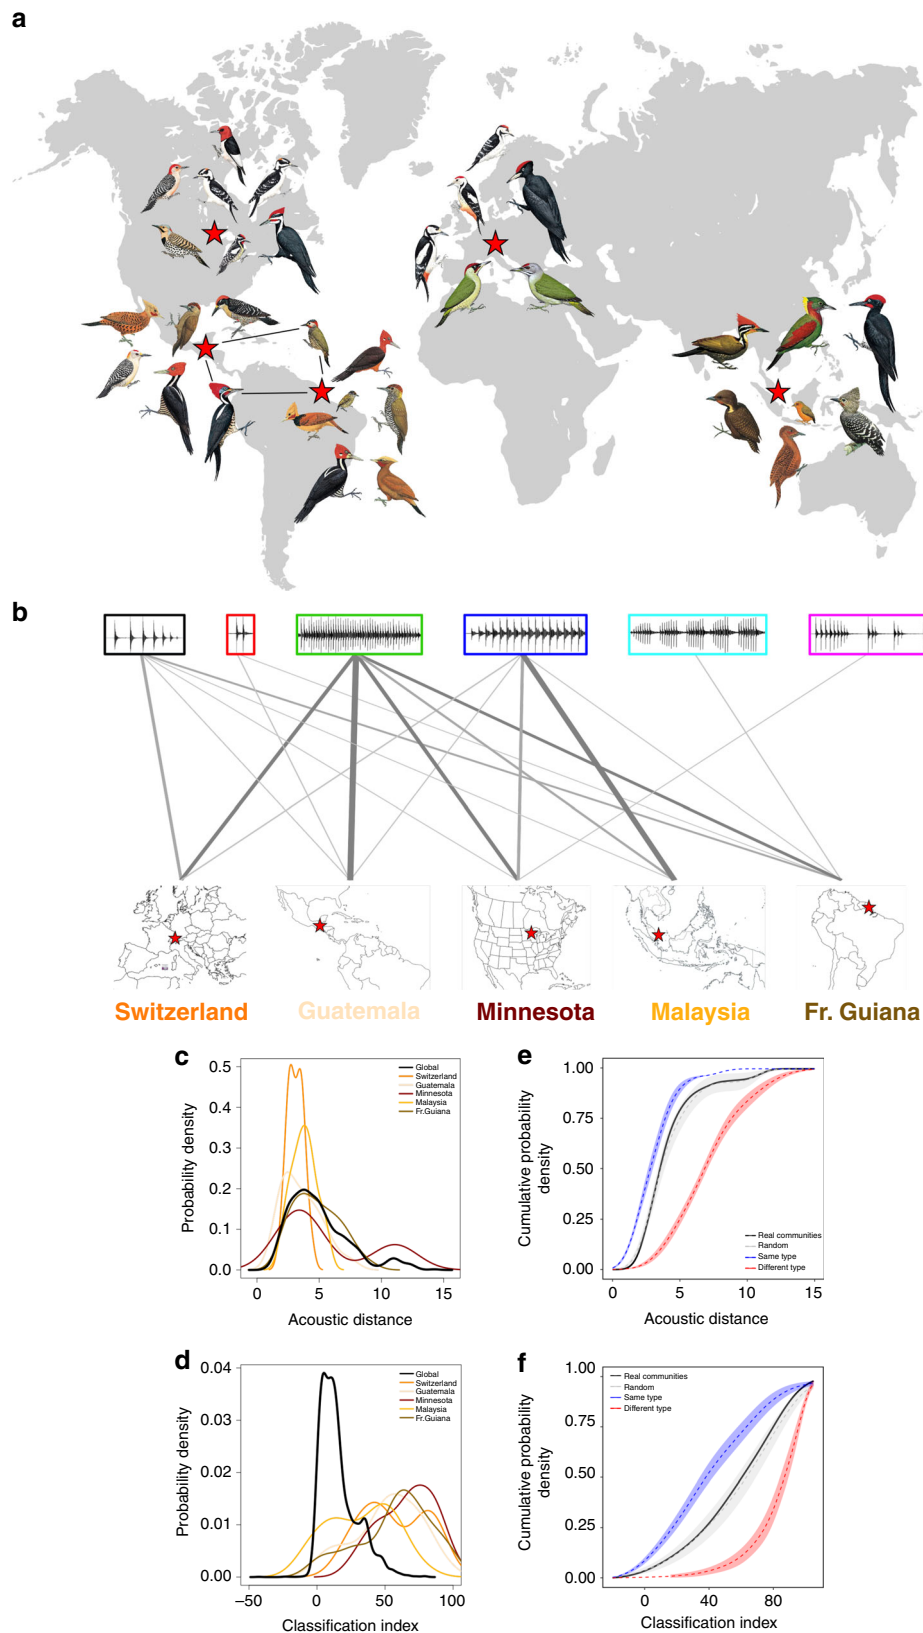 a
b
Switzerland
Guatemala
Minnesota
Malaysia
Fr. Guiana
c
0.5
0.4
0.3
0.2
0.1
0.0
Probability density
Global
Switzerland
Guatemala
Minnesota
Malaysia
Fr.Guiana
0
5
10
15
Acoustic distance
e
1.00
0.75
0.50
0.25
0.00
Cumulative probability
density
Real communities
Random
Same type
Different type
0
5
10
15
Acoustic distance
d
0.04
0.03
0.02
0.01
0.00
Probability density
Global
Switzerland
Guatemala
Minnesota
Malaysia
Fr.Guiana
−50
0
50
100
Classification index
f
1.00
0.75
0.50
0.25
0.00
Cumulative probability
density
Real communities
Random
Same type
Different type
0
40
80
Classification index